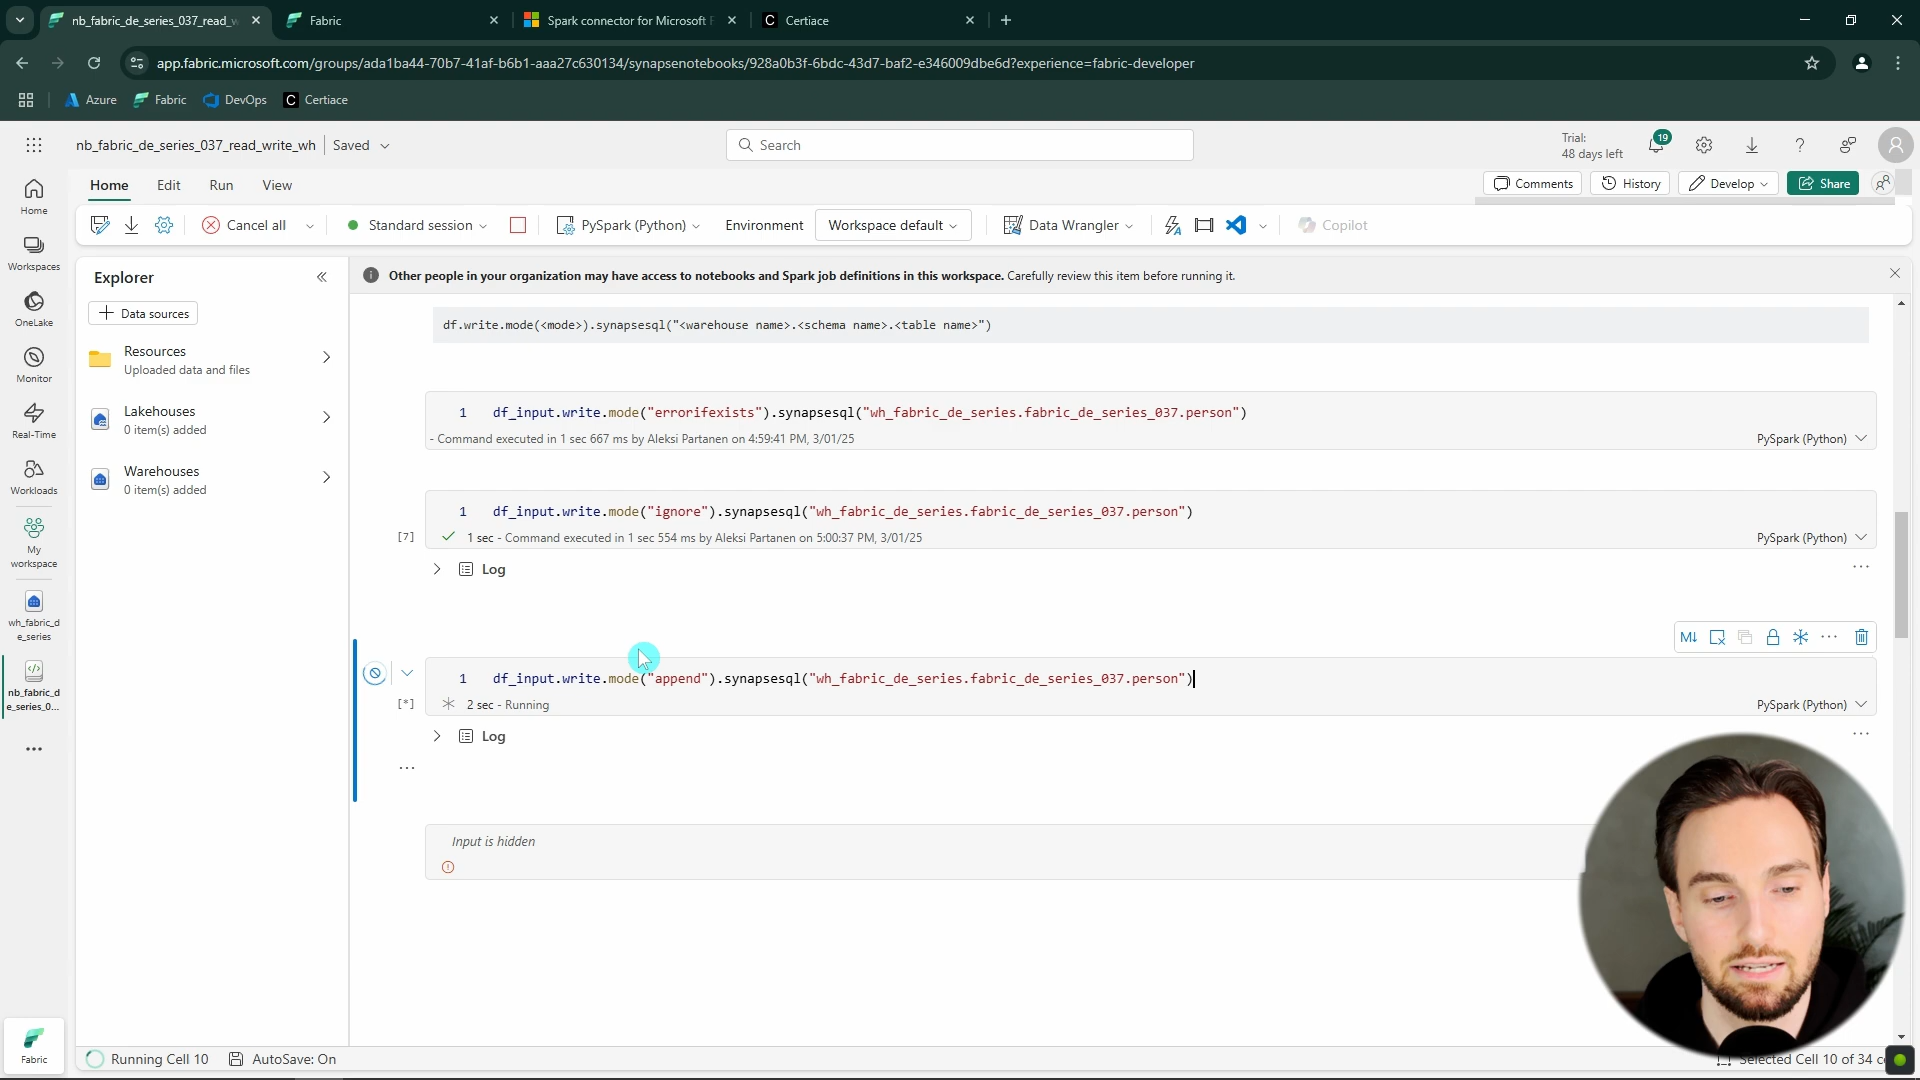 nb_fabric_de_series_037_read_w
Fabric
Spark connector for Microsoft F
Certiace
app.fabric.microsoft.com/groups/ada1ba44-70b7-41af-b6b1-aaa27c630134/synapsenotebooks/928a0b3f-6bdc-43d7-baf2-e346009dbe6d?experience=fabric-developer
Azure
Fabric
DevOps
Certiace
nb_fabric_de_series_037_read_write_wh
Saved
Search
Trial:
48 days left
19
Home
Edit
Run
View
Comments
History
Develop
Share
Cancel all
Standard session
PySpark (Python)
Environment
Workspace default
Data Wrangler
Copilot
Home
Workspaces
OneLake
Monitor
Real-Time
Workloads
My
workspace
wh_fabric_d
e_series
nb_fabric_d
e_series_0...
Fabric
Explorer
Data sources
Resources
Uploaded data and files
Lakehouses
0 item(s) added
Warehouses
0 item(s) added
Other people in your organization may have access to notebooks and Spark job definitions in this workspace. Carefully review this item before running it.
df.write.mode(<mode>).synapsesql("<warehouse name>.<schema name>.<table name>")
1 df_input.write.mode("errorifexists").synapsesql("wh_fabric_de_series.fabric_de_series_037.person")
- Command executed in 1 sec 667 ms by Aleksi Partanen on 4:59:41 PM, 3/01/25
PySpark (Python)
1 df_input.write.mode("ignore").synapsesql("wh_fabric_de_series.fabric_de_series_037.person")
[7]
1 sec - Command executed in 1 sec 554 ms by Aleksi Partanen on 5:00:37 PM, 3/01/25
PySpark (Python)
Log
M↓
1 df_input.write.mode("append").synapsesql("wh_fabric_de_series.fabric_de_series_037.person")
[*]
2 sec - Running
PySpark (Python)
Log
Input is hidden
Running Cell 10
AutoSave: On
Selected Cell 10 of 34 c